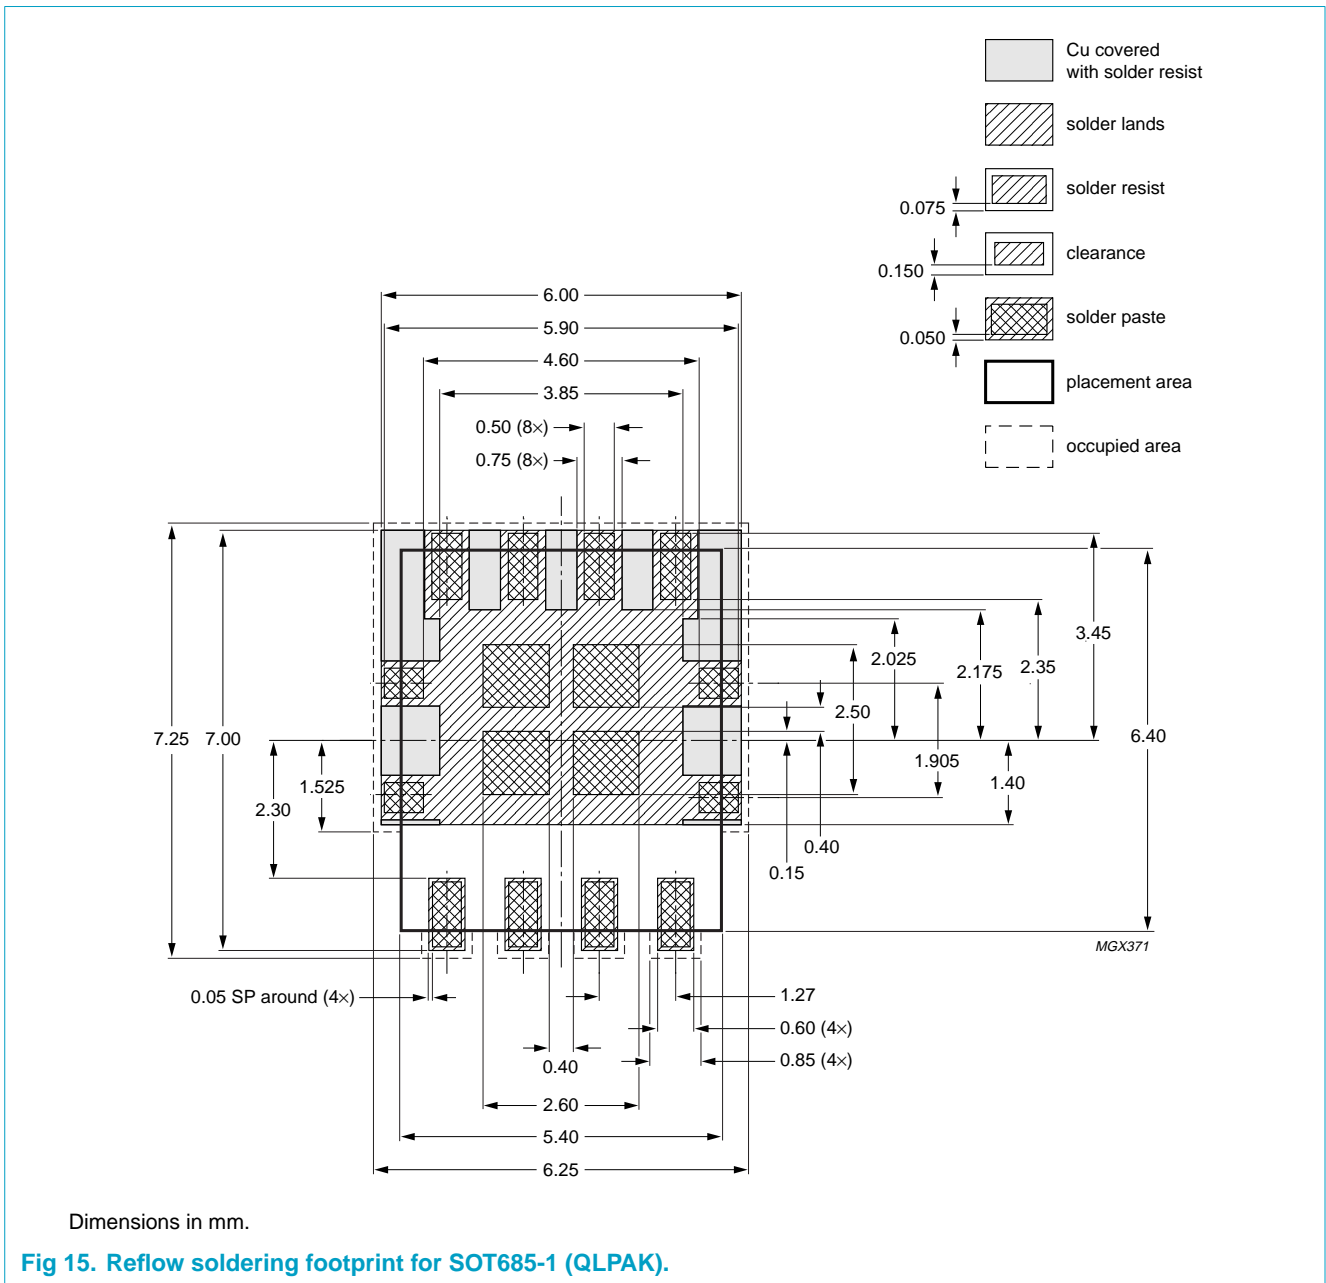 Cu covered
with solder resist
solder lands
solder resist
0.075
clearance
0.150
solder paste
0.050
placement area
occupied area
6.00
5.90
4.60
3.85
0.50 (8×)
0.75 (8×)
7.25
7.00
2.30
1.525
2.50
2.025
1.905
2.175
2.35
1.40
3.45
6.40
0.40
0.15
MGX371
0.05 SP around (4×)
1.27
0.60 (4×)
0.85 (4×)
0.40
2.60
5.40
6.25
Dimensions in mm.
Fig 15. Reflow soldering footprint for SOT685-1 (QLPAK).